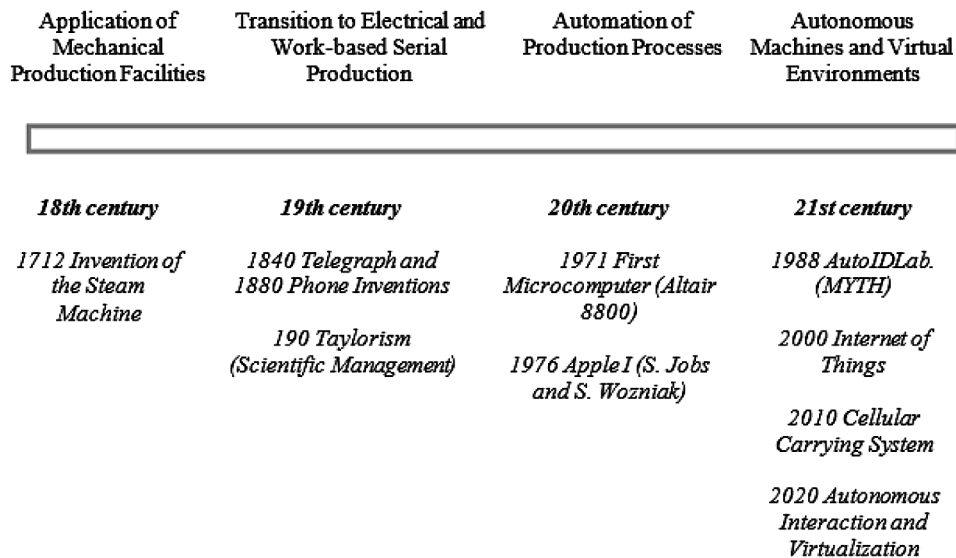 Application of
Mechanical
Production Facilities
Transition to Electrical and
Work-based Serial
Production
Automation of
Production Processes
Autonomous
Machines and Virtual
Environments
18th century
1712 Invention of
the Steam
Machine
19th century
1840 Telegraph and
1880 Phone Inventions
190 Taylorism
(Scientific Management)
20th century
1971 First
Microcomputer (Altair
8800)
1976 Apple I (S. Jobs
and S. Wozniak)
21st century
1988 AutoIDLab.
(MYTH)
2000 Internet of
Things
2010 Cellular
Carrying System
2020 Autonomous
Interaction and
Virtualization